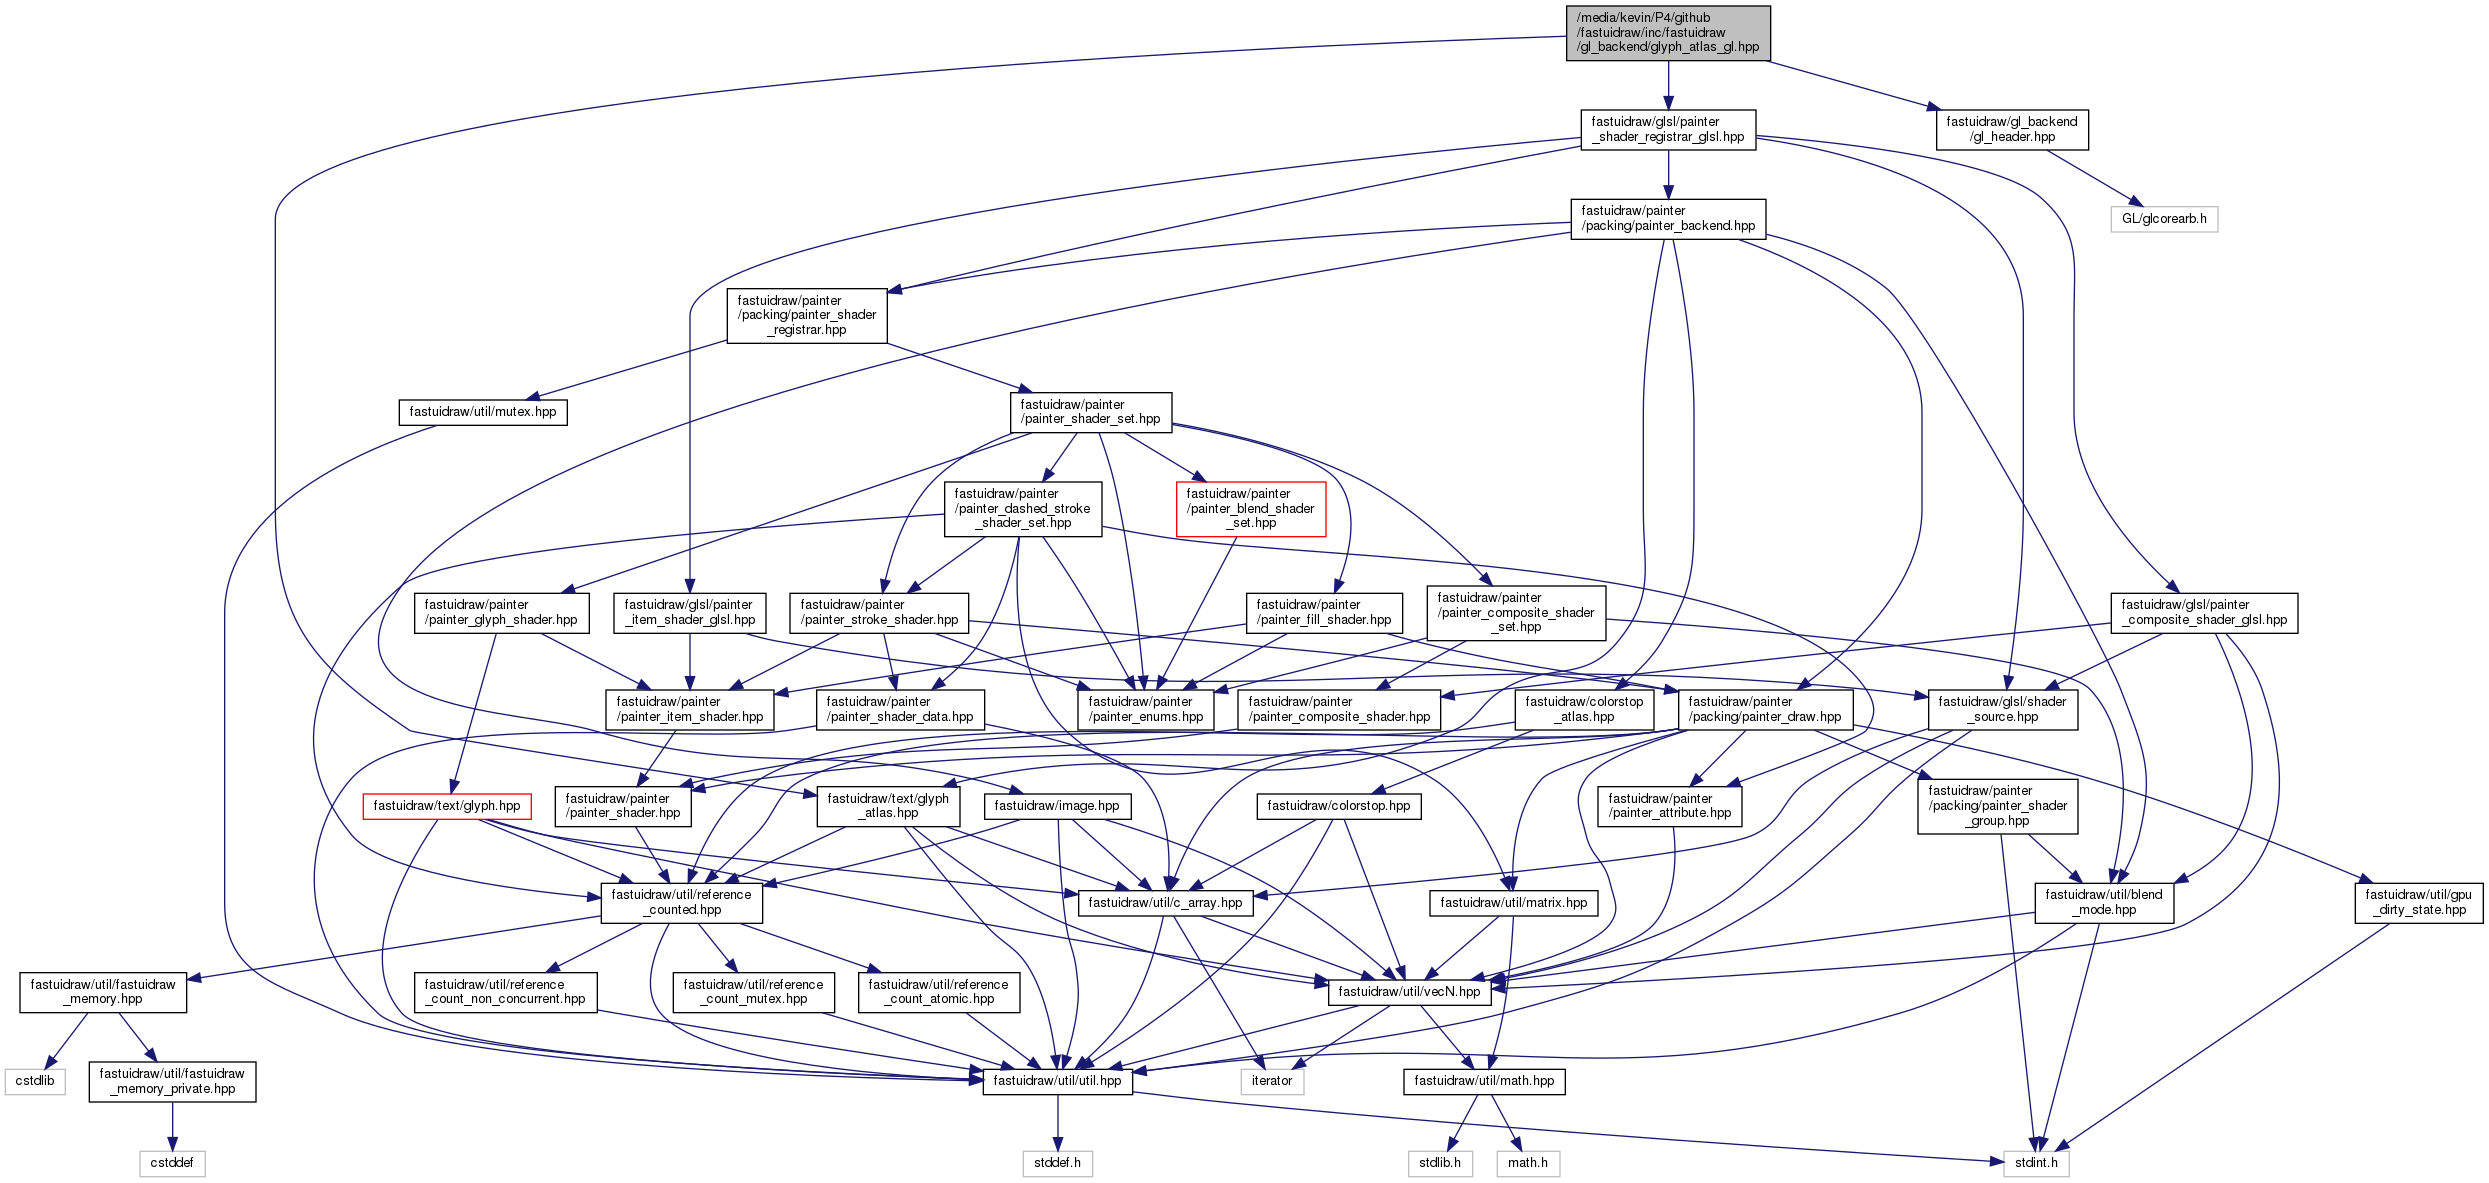 /media/kevin/P4/github
/fastuidraw/inc/fastuidraw
/gl_backend/glyph_atlas_gl.hpp
fastuidraw/glsl/painter
_shader_registrar_glsl.hpp
fastuidraw/gl_backend
/gl_header.hpp
fastuidraw/painter
/packing/painter_backend.hpp
GL/glcorearb.h
fastuidraw/painter
/packing/painter_shader
_registrar.hpp
fastuidraw/util/mutex.hpp
fastuidraw/painter
/painter_shader_set.hpp
fastuidraw/painter
/painter_dashed_stroke
_shader_set.hpp
fastuidraw/painter
/painter_blend_shader
_set.hpp
fastuidraw/painter
/painter_glyph_shader.hpp
fastuidraw/glsl/painter
_item_shader_glsl.hpp
fastuidraw/painter
/painter_stroke_shader.hpp
fastuidraw/painter
/painter_fill_shader.hpp
fastuidraw/painter
/painter_composite_shader
_set.hpp
fastuidraw/glsl/painter
_composite_shader_glsl.hpp
fastuidraw/painter
/painter_item_shader.hpp
fastuidraw/painter
/painter_shader_data.hpp
fastuidraw/painter
/painter_enums.hpp
fastuidraw/painter
/painter_composite_shader.hpp
fastuidraw/colorstop
_atlas.hpp
fastuidraw/painter
/packing/painter_draw.hpp
fastuidraw/glsl/shader
_source.hpp
fastuidraw/text/glyph.hpp
fastuidraw/painter
/painter_shader.hpp
fastuidraw/text/glyph
_atlas.hpp
fastuidraw/image.hpp
fastuidraw/colorstop.hpp
fastuidraw/painter
/painter_attribute.hpp
fastuidraw/painter
/packing/painter_shader
_group.hpp
fastuidraw/util/reference
_counted.hpp
fastuidraw/util/c_array.hpp
fastuidraw/util/matrix.hpp
fastuidraw/util/blend
_mode.hpp
fastuidraw/util/gpu
_dirty_state.hpp
fastuidraw/util/fastuidraw
_memory.hpp
fastuidraw/util/reference
_count_non_concurrent.hpp
fastuidraw/util/reference
_count_mutex.hpp
fastuidraw/util/reference
_count_atomic.hpp
fastuidraw/util/vecN.hpp
cstdlib
fastuidraw/util/fastuidraw
_memory_private.hpp
fastuidraw/util/util.hpp
iterator
fastuidraw/util/math.hpp
cstddef
stddef.h
stdlib.h
math.h
stdint.h